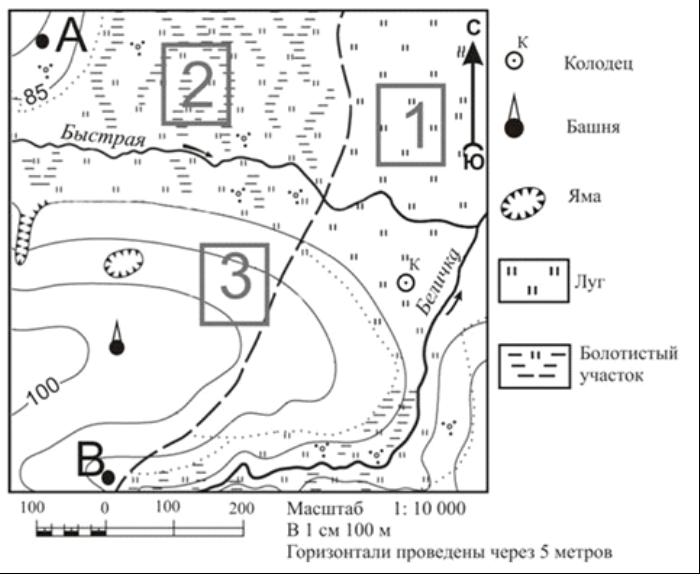 А
С
85
2
1
Быстрая
Ю
3
К
Беличка
100
В
К
Колодец
Башня
Яма
Луг
Болотистый
участок
100 0 100 200
Масштаб 1: 10 000
В 1 см 100 м
Горизонтали проведены через 5 метров